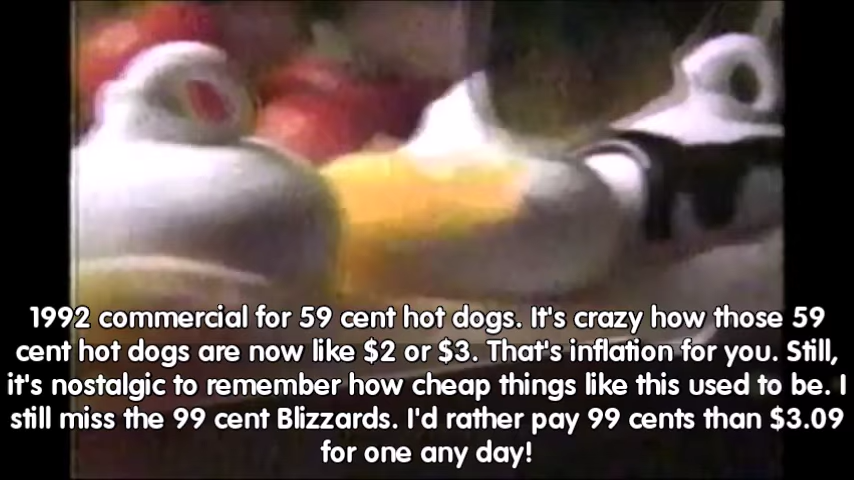 1992 commercial for 59 cent hot dogs. It's crazy how those 59
cent hot dogs are now like $2 or $3. That's inflation for you. Still,
it's nostalgic to remember how cheap things like this used to be. I
still miss the 99 cent Blizzards. I'd rather pay 99 cents than $3.09
for one any day!